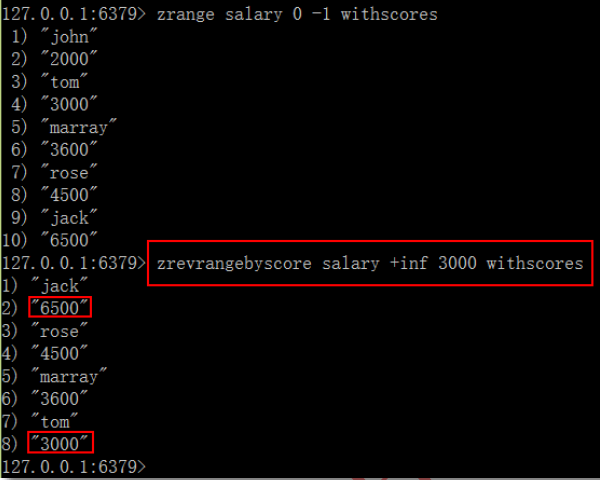 127.0.0.1:6379> zrange salary 0 -1 withscores
1) "john"
2) "2000"
3) "tom"
4) "3000"
5) "marray"
6) "3600"
7) "rose"
8) "4500"
9) "jack"
10) "6500"
127.0.0.1:6379> zrevrangebyscore salary +inf 3000 withscores
1) "jack"
2) "6500"
3) "rose"
4) "4500"
5) "marray"
6) "3600"
7) "tom"
8) "3000"
127.0.0.1:6379>